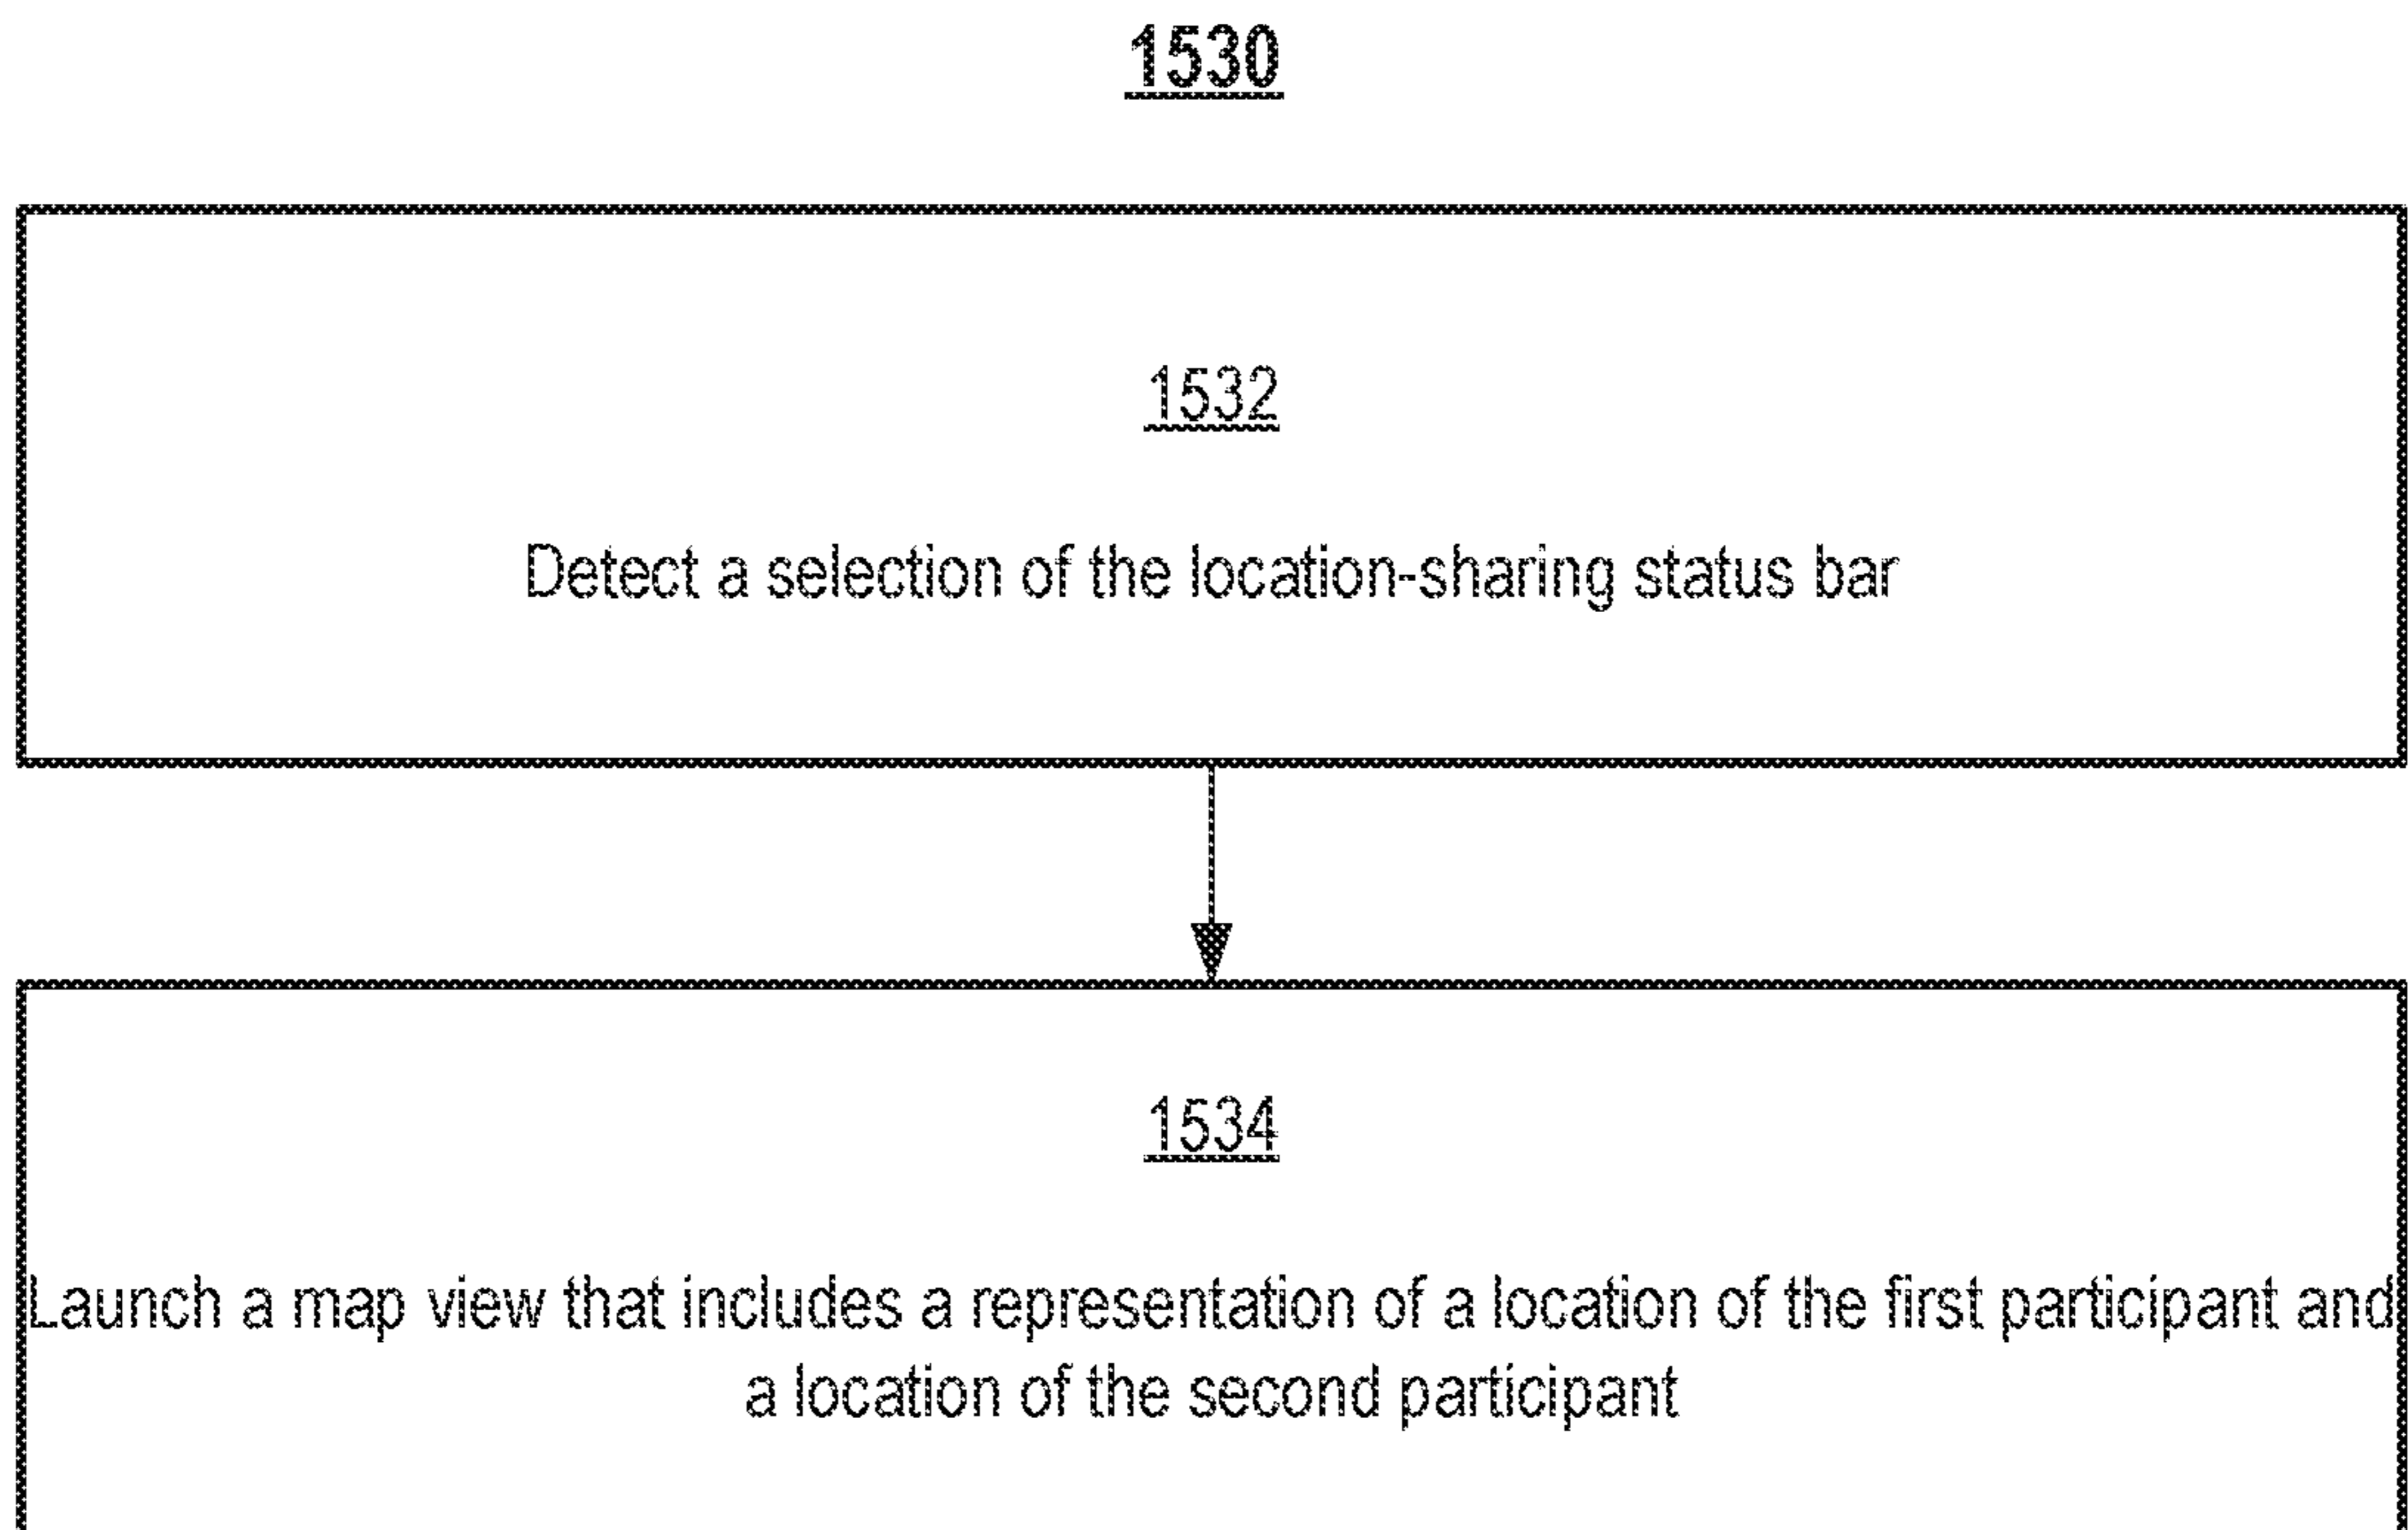 1530
1532
Detect a selection of the location-sharing status bar
1534
Launch a map view that includes a representation of a location of the first participant and
a location of the second participant